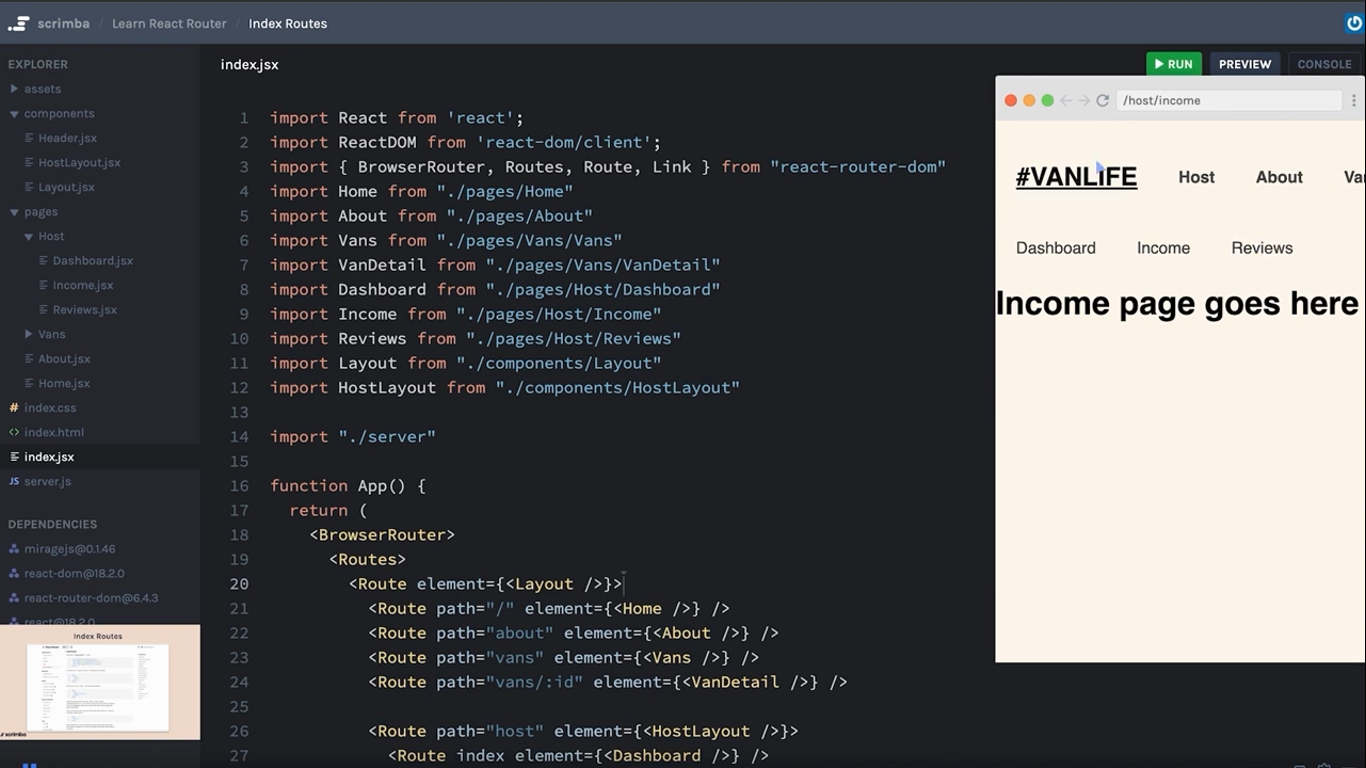 scrimba / Learn React Router / Index Routes
EXPLORER
assets
components
Header.jsx
HostLayout.jsx
Layout.jsx
pages
Host
Dashboard.jsx
Income.jsx
Reviews.jsx
Vans
About.jsx
Home.jsx
index.css
index.html
index.jsx
JS server.js
DEPENDENCIES
miragejs@0.1.46
react-dom@18.2.0
react-router-dom@6.4.3
react@18.2.0
Index Routes
index.jsx
RUN PREVIEW CONSOLE
1 import React from 'react';
2 import ReactDOM from 'react-dom/client';
3 import { BrowserRouter, Routes, Route, Link } from "react-router-dom"
4 import Home from "./pages/Home"
5 import About from "./pages/About"
6 import Vans from "./pages/Vans/Vans"
7 import VanDetail from "./pages/Vans/VanDetail"
8 import Dashboard from "./pages/Host/Dashboard"
9 import Income from "./pages/Host/Income"
10 import Reviews from "./pages/Host/Reviews"
11 import Layout from "./components/Layout"
12 import HostLayout from "./components/HostLayout"
13
14 import "./server"
15
16 function App() {
17 return (
18 <BrowserRouter>
19 <Routes>
20 <Route element={<Layout />}>
21 <Route path="/" element={<Home />} />
22 <Route path="about" element={<About />} />
23 <Route path="vans" element={<Vans />} />
24 <Route path="vans/:id" element={<VanDetail />} />
25
26 <Route path="host" element={<HostLayout />}>
27 <Route index element={<Dashboard />} />
/host/income
#VANLIFE Host About Va
Dashboard Income Reviews
Income page goes here